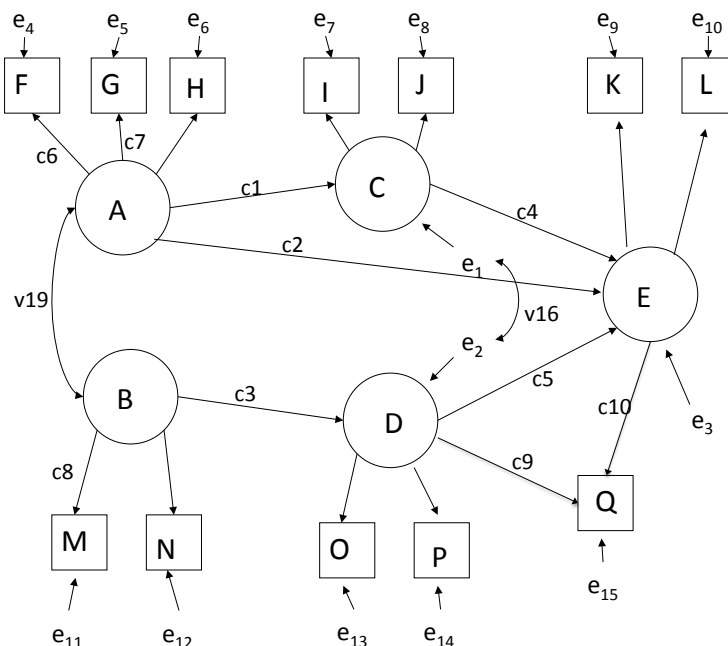 e4 e5 e6 e7 e8 e9 e10
F G H I J K L
c6 c7
A c1 C
c4
c2
e1 E
v19 v16
e2
B c3 c5
D c10
e3
c8 c9
M N O P Q
e15
e11 e12 e13 e14